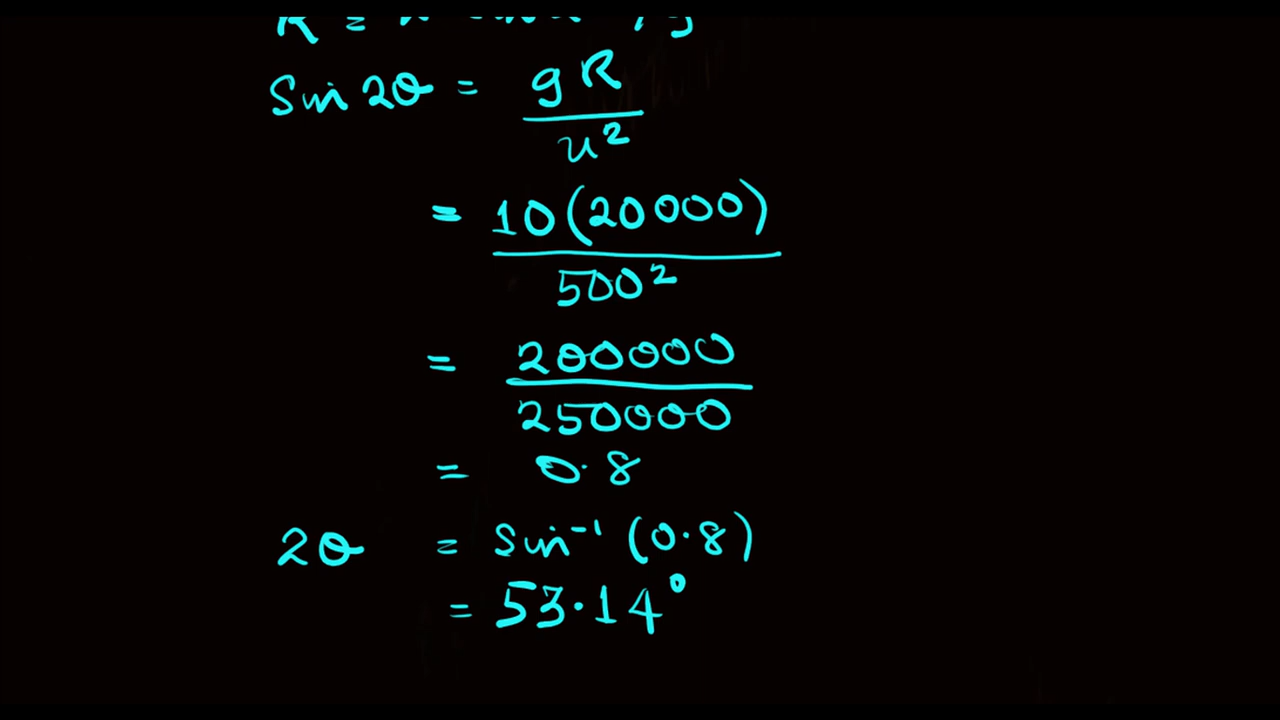 R =
Sin 2θ = gR / u²
= 10(20000) / 500²
= 200000 / 250000
= 0.8
2θ = Sin⁻¹ (0.8)
= 53.14°